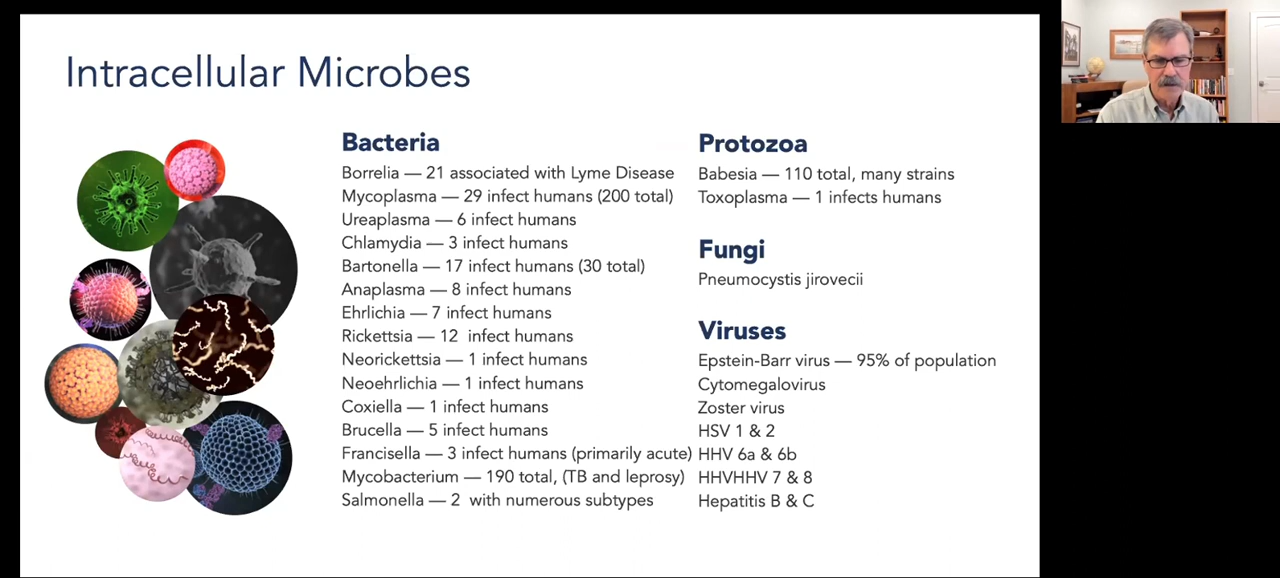 Intracellular Microbes
Bacteria
Borrelia — 21 associated with Lyme Disease
Mycoplasma — 29 infect humans (200 total)
Ureaplasma — 6 infect humans
Chlamydia — 3 infect humans
Bartonella — 17 infect humans (30 total)
Anaplasma — 8 infect humans
Ehrlichia — 7 infect humans
Rickettsia — 12  infect humans
Neorickettsia — 1 infect humans
Neoehrlichia — 1 infect humans
Coxiella — 1 infect humans
Brucella — 5 infect humans
Francisella — 3 infect humans (primarily acute)
Mycobacterium — 190 total, (TB and leprosy)
Salmonella — 2  with numerous subtypes
Protozoa
Babesia — 110 total, many strains
Toxoplasma — 1 infects humans
Fungi
Pneumocystis jirovecii
Viruses
Epstein-Barr virus — 95% of population
Cytomegalovirus
Zoster virus
HSV 1 & 2
HHV 6a & 6b
HHVHHV 7 & 8
Hepatitis B & C